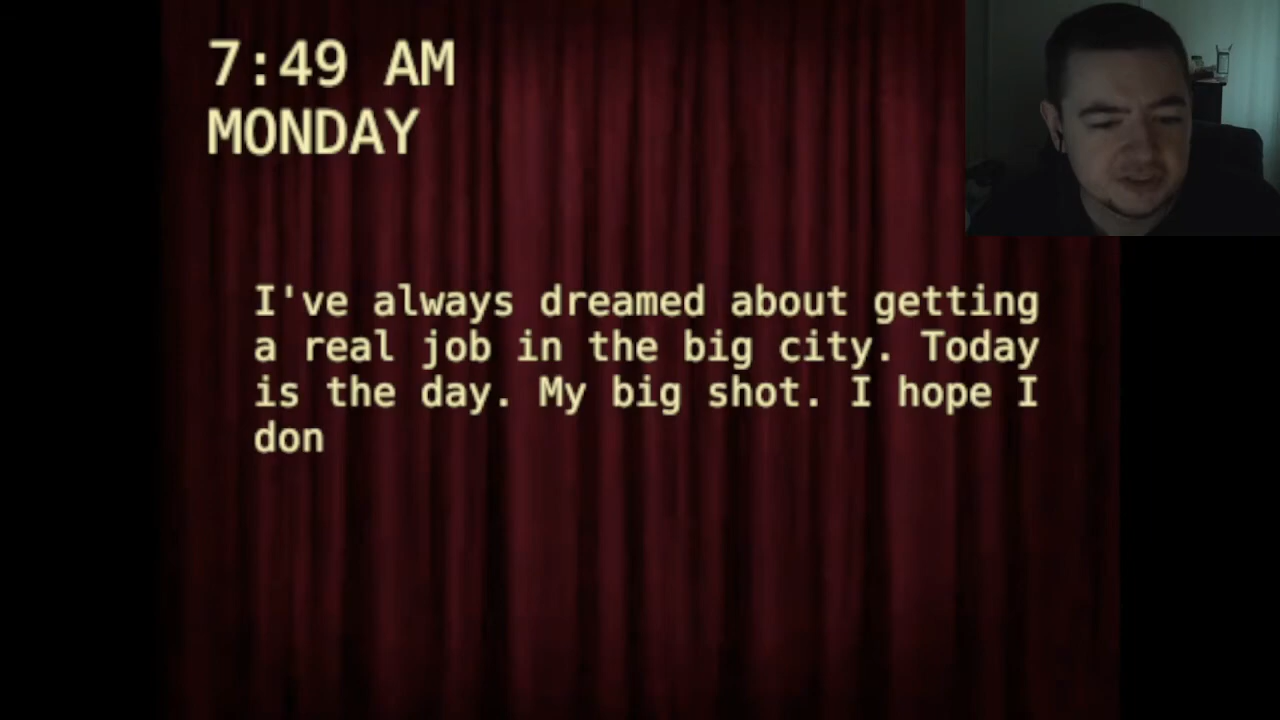 7:49 AM
MONDAY
I've always dreamed about getting
a real job in the big city. Today
is the day. My big shot. I hope I
don